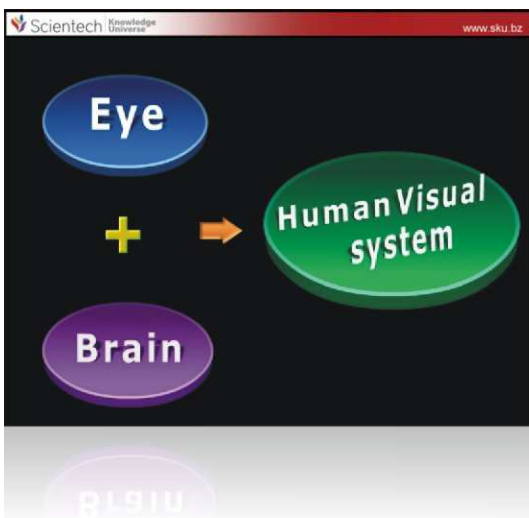 Scientech Knowledge Universe www.sku.bz
Eye
+
Human Visual
system
Brain